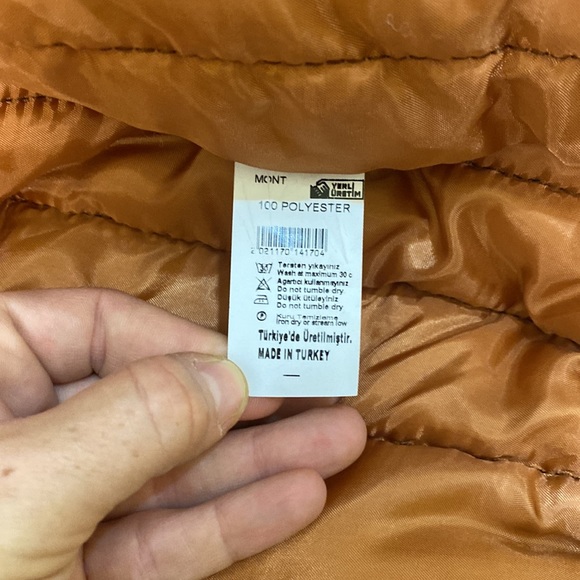 MONT
YERLİ
ÜRETİM
100 POLYESTER
2021170141704
Tersten yıkayınız
Wash at maximum 30 c
Ağartıcı kullanmayınız
Do not tumble dry
Düşük ütüleyiniz
Do not tumble dry
Kuru Temizleme
Iron dry or stream low
Türkiye'de Üretilmiştir.
MADE IN TURKEY